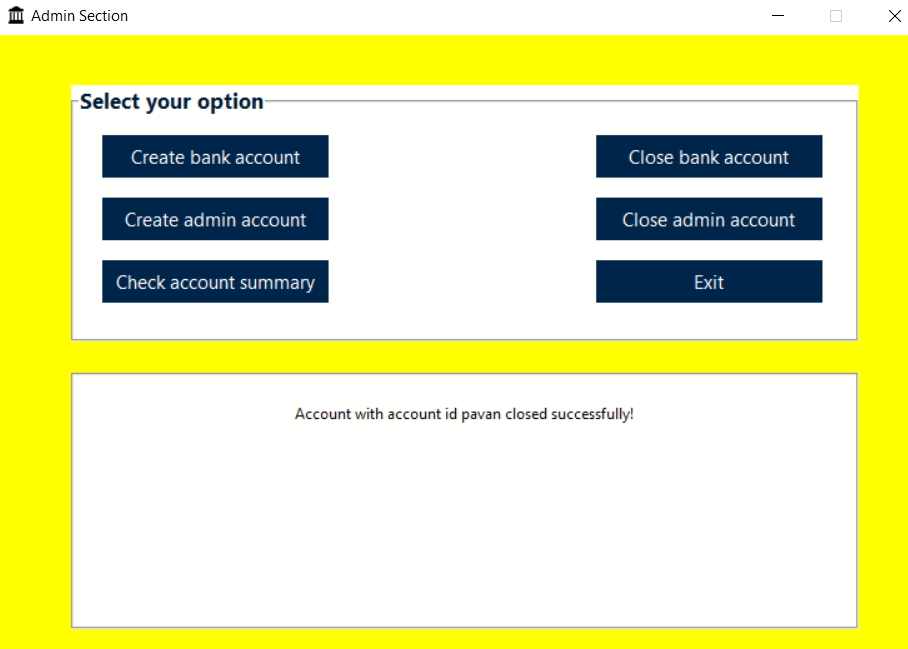 Admin Section
Select your option
Create bank account
Close bank account
Create admin account
Close admin account
Check account summary
Exit
Account with account id pavan closed successfully!